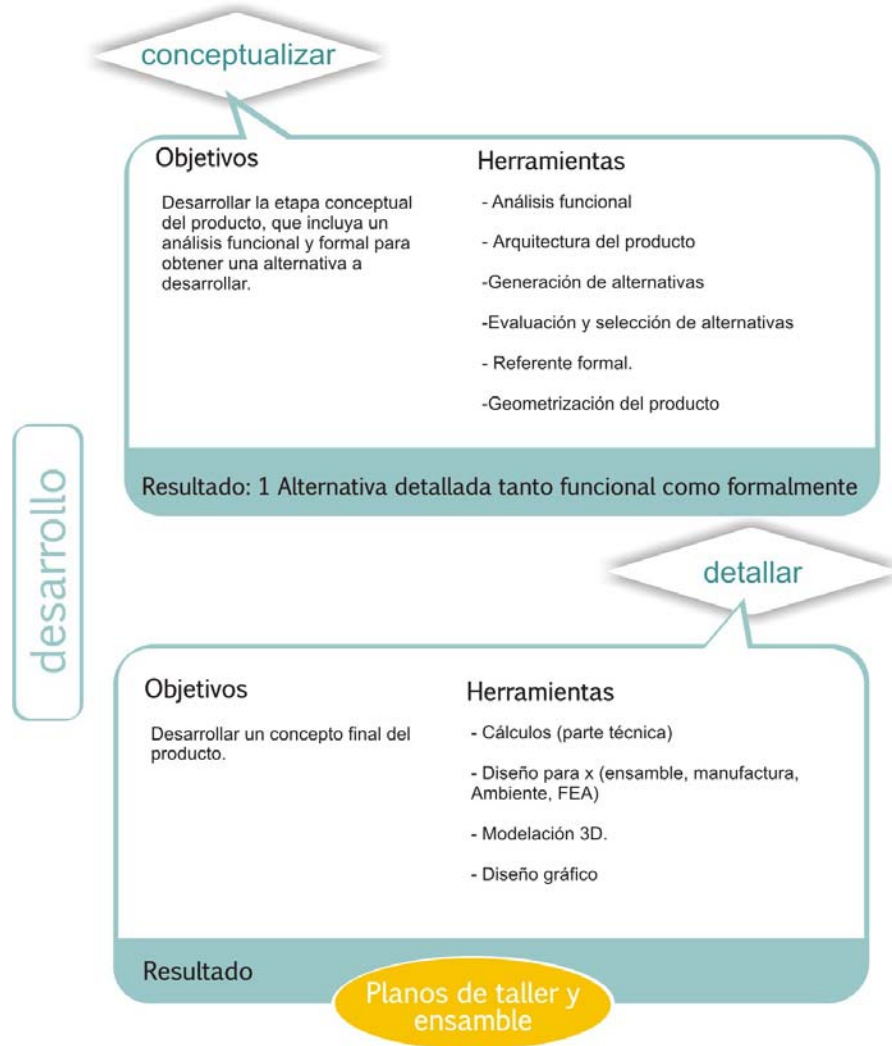 conceptualizar
Objetivos
Desarrollar la etapa conceptual
del producto, que incluya un
análisis funcional y formal para
obtener una alternativa a
desarrollar.
Herramientas
- Análisis funcional
- Arquitectura del producto
-Generación de alternativas
-Evaluación y selección de alternativas
- Referente formal.
-Geometrización del producto
Resultado: 1 Alternativa detallada tanto funcional como formalmente
desarrollo
detallar
Objetivos
Desarrollar un concepto final del
producto.
Herramientas
- Cálculos (parte técnica)
- Diseño para x (ensamble, manufactura,
Ambiente, FEA)
- Modelación 3D.
- Diseño gráfico
Resultado
Planos de taller y
ensamble